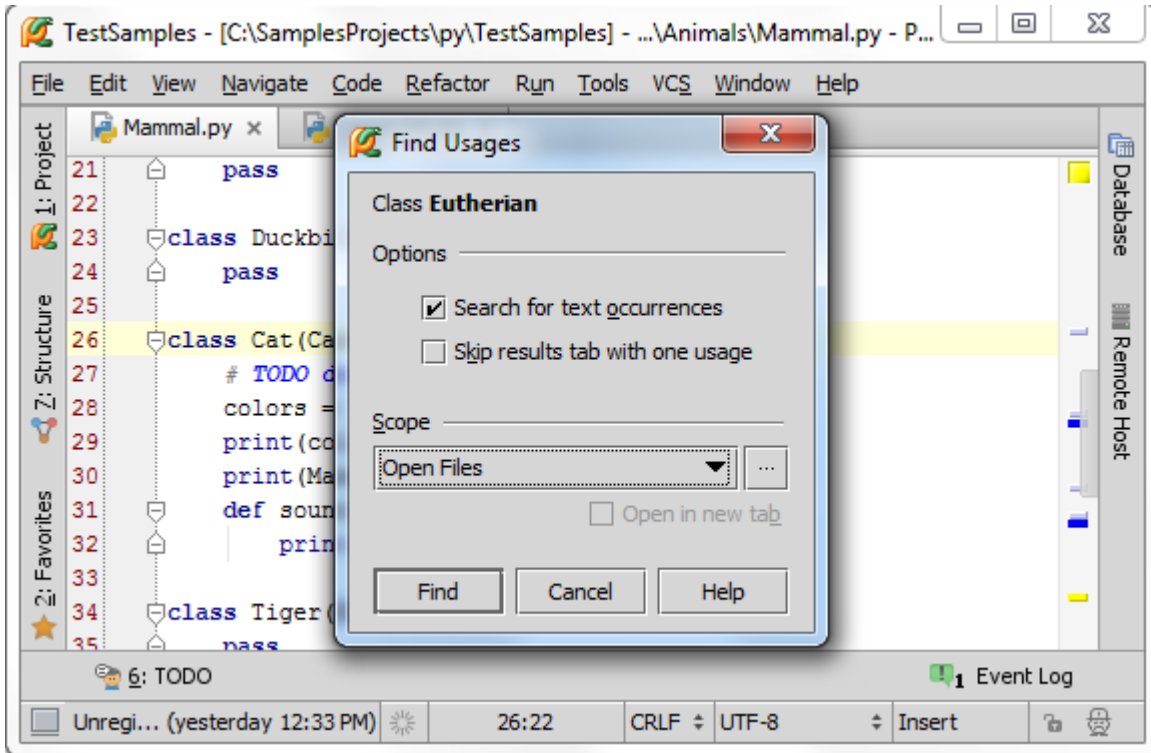 TestSamples - [C:\SamplesProjects\py\TestSamples] - ...\Animals\Mammal.py - P...
File Edit View Navigate Code Refactor Run Tools VCS Window Help
Mammal.py
1: Project
Z: Structure
2: Favorites
21 pass
22
23 class Duckbi
24 pass
25
26 class Cat(Ca
27 # TODO d
28 colors =
29 print(co
30 print(Ma
31 def soun
32 prin
33
34 class Tiger(
35 pass
Find Usages
Class Eutherian
Options
Search for text occurrences
Skip results tab with one usage
Scope
Open Files
...
Open in new tab
Find Cancel Help
Database
Remote Host
6: TODO
1 Event Log
Unregi... (yesterday 12:33 PM) 26:22 CRLF UTF-8 Insert